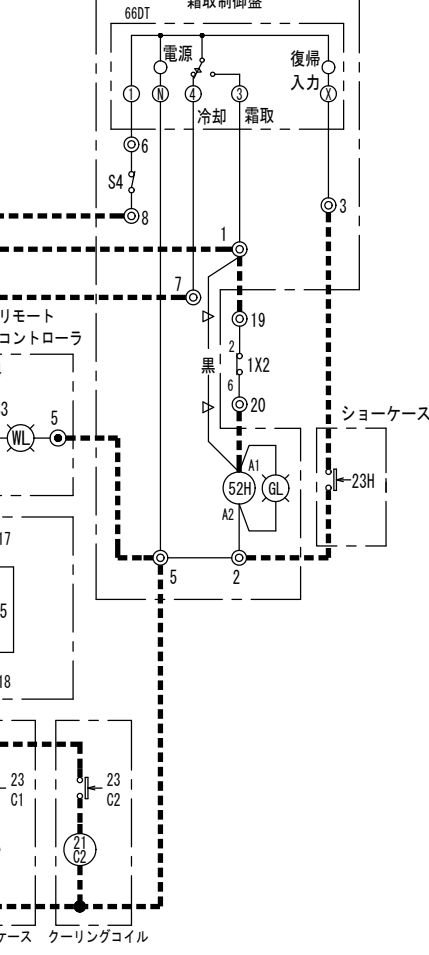 霜取制御盤
66DT
電源
復帰
入力
1
N
4
3
X
冷却
霜取
6
S4
8
3
1
7
リモート
コントローラ
19
2
1X2
黒
6
20
3
5
WL
ショーケース
A1
52H
GL
A2
23H
17
5
2
5
18
23
C1
23
C2
21
C2
ケース
クーリングコイル